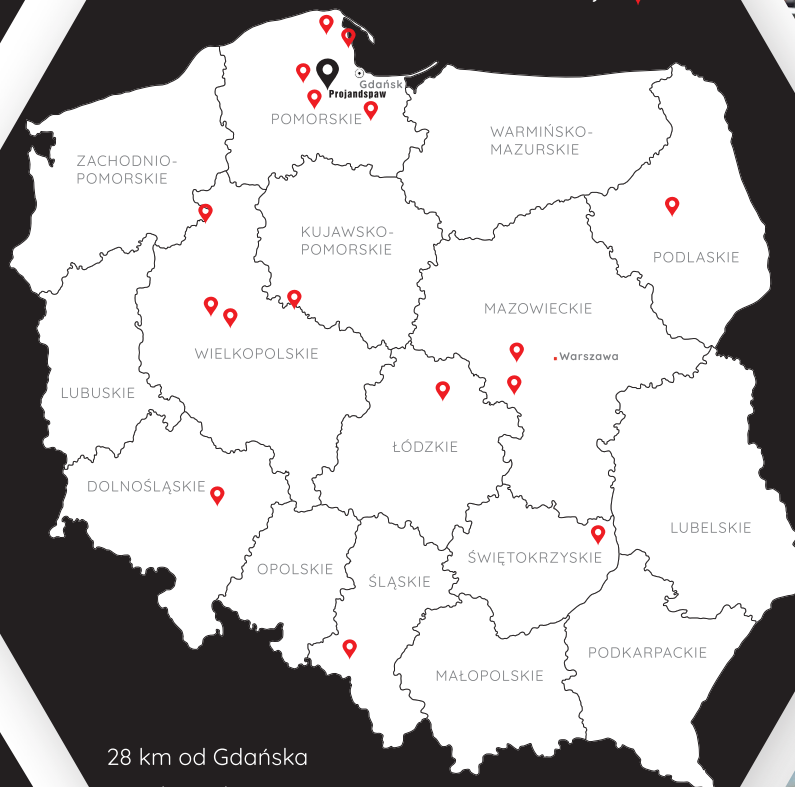 Gdańsk
Projandspaw
POMORSKIE
WARMIŃSKO-
MAZURSKIE
ZACHODNIO-
POMORSKIE
KUJAWSKO-
POMORSKIE
PODLASKIE
MAZOWIECKIE
WIELKOPOLSKIE
Warszawa
LUBUSKIE
ŁÓDZKIE
DOLNOŚLĄSKIE
LUBELSKIE
ŚWIĘTOKRZYSKIE
OPOLSKIE
ŚLĄSKIE
PODKARPACKIE
MAŁOPOLSKIE
28 km od Gdańska